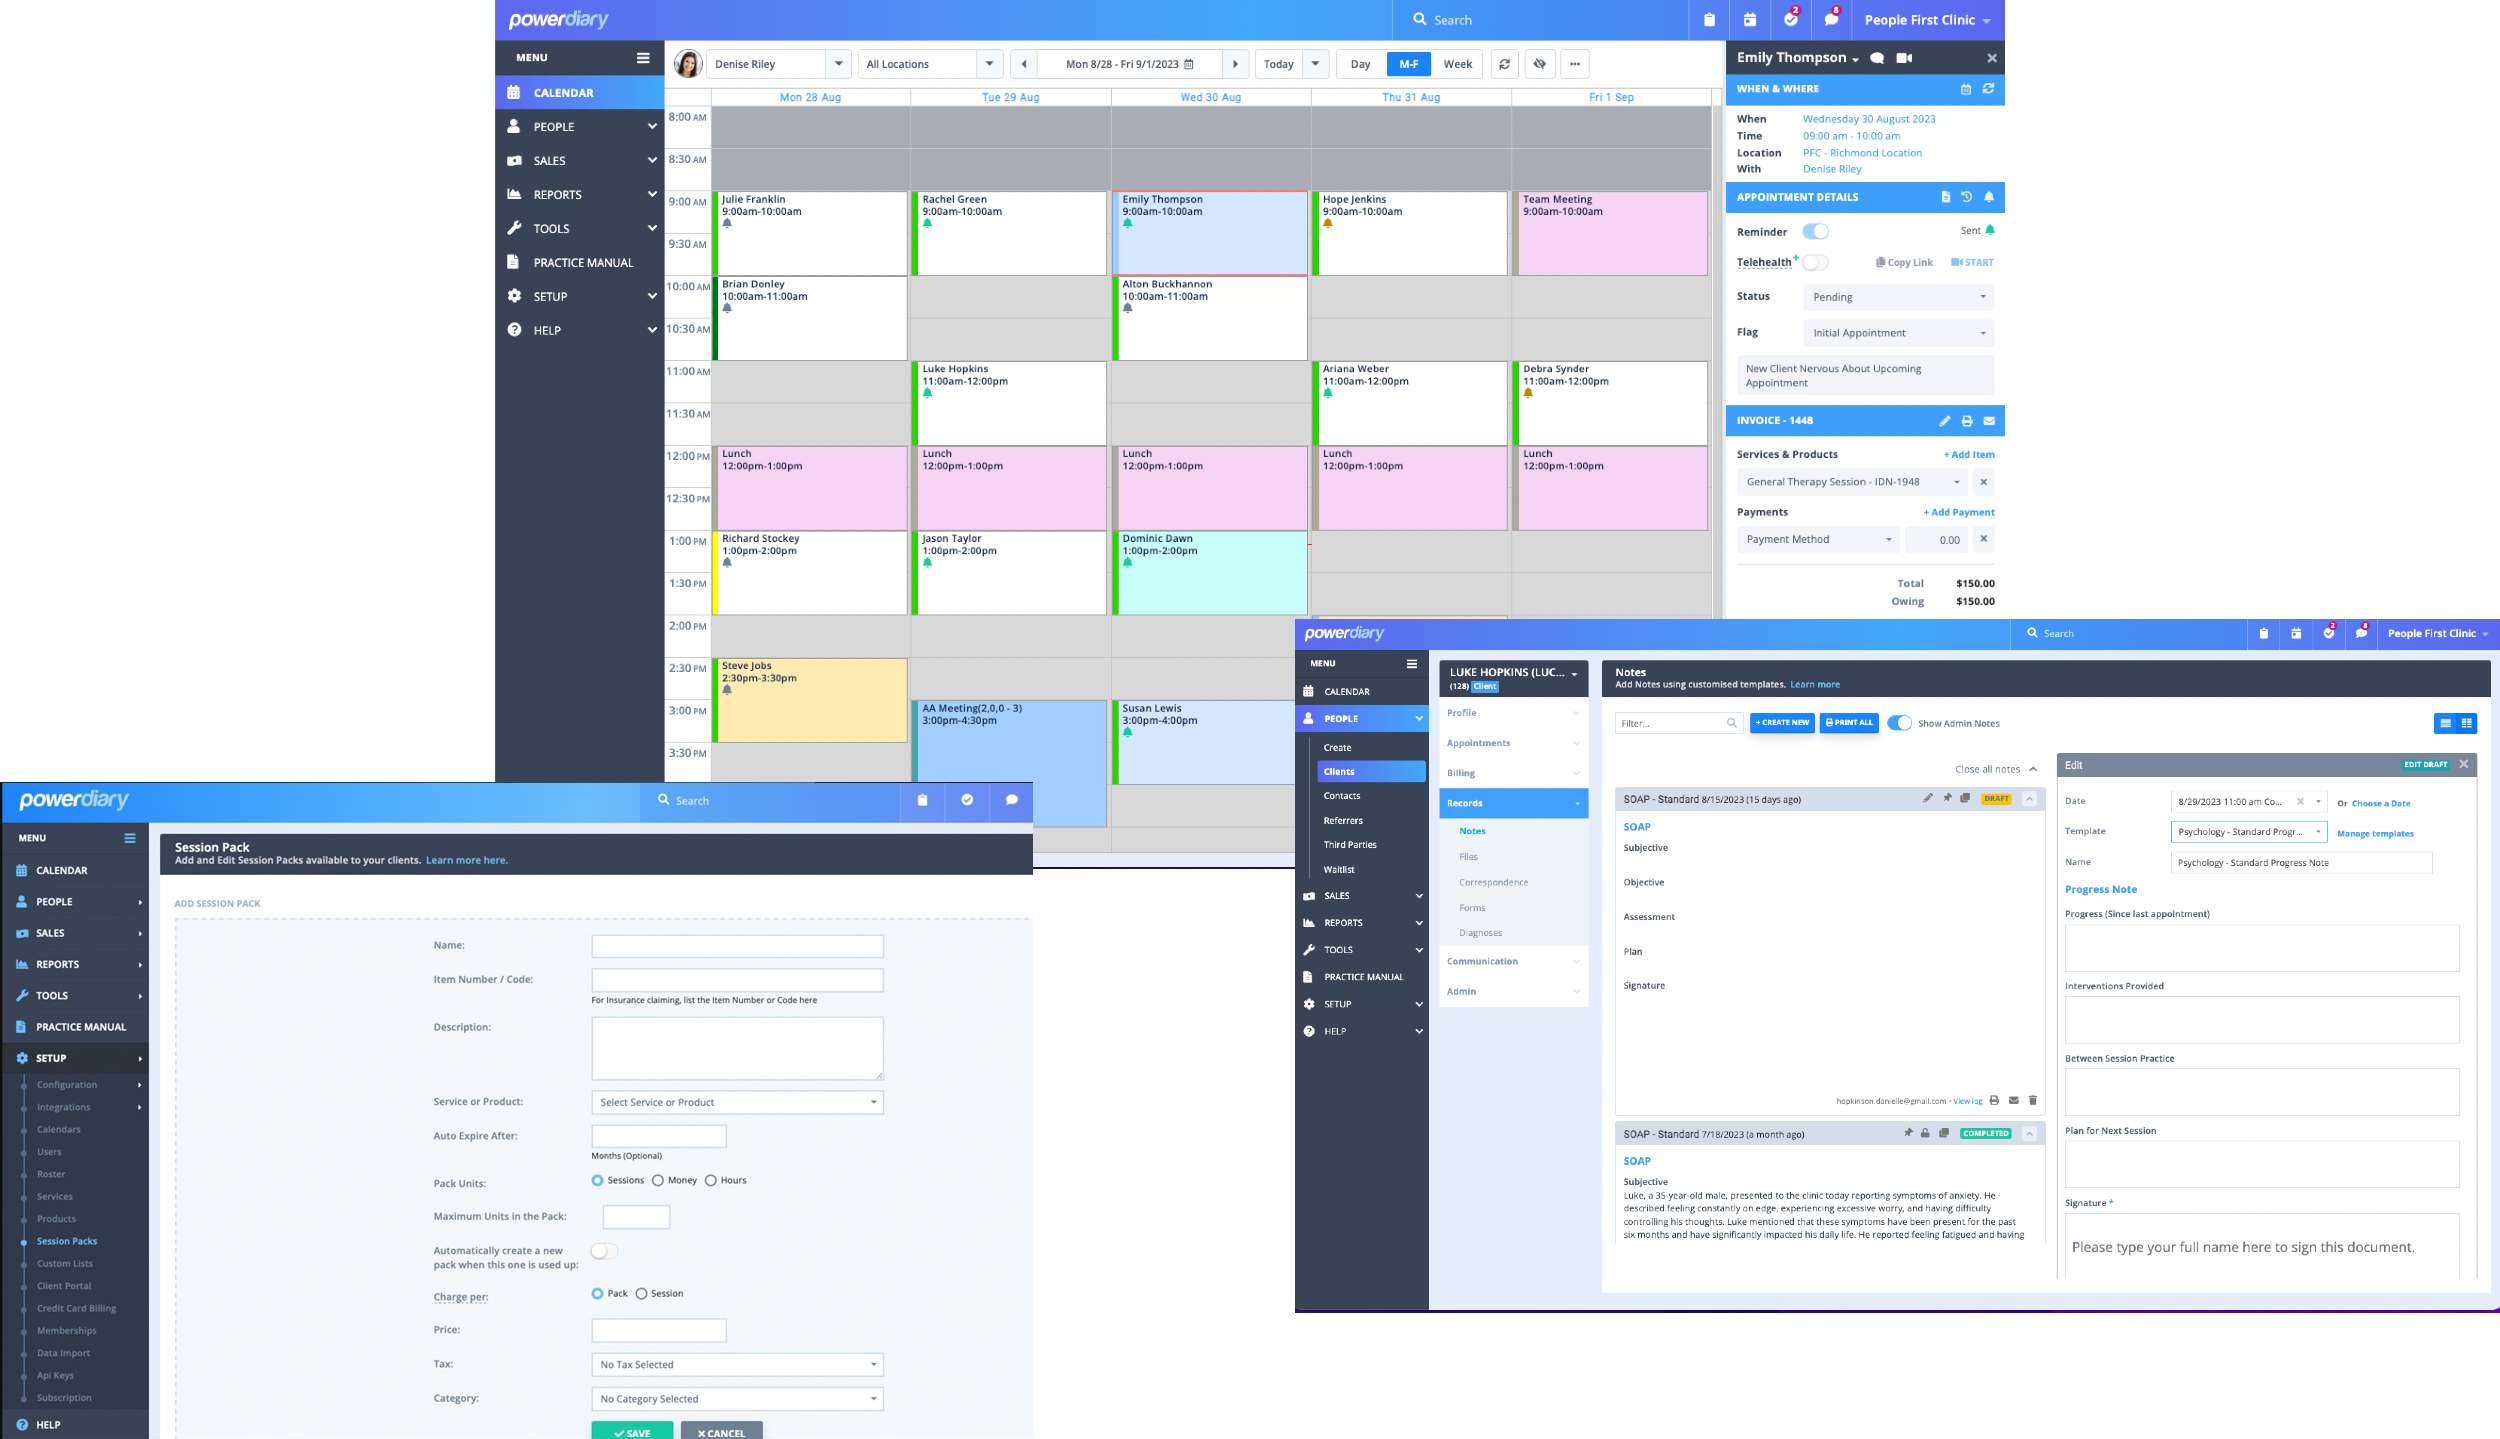 powerdiary
Search
2
8
People First Clinic
MENU
CALENDAR
PEOPLE
SALES
REPORTS
TOOLS
PRACTICE MANUAL
SETUP
HELP
Denise Riley
All Locations
Mon 8/28 - Fri 9/1/2023
Today
Day
M-F
Week
Mon 28 Aug
Tue 29 Aug
Wed 30 Aug
Thu 31 Aug
Fri 1 Sep
8:00 AM
8:30 AM
9:00 AM
9:30 AM
10:00 AM
10:30 AM
11:00 AM
11:30 AM
12:00 PM
12:30 PM
1:00 PM
1:30 PM
2:00 PM
2:30 PM
3:00 PM
3:30 PM
Julie Franklin
9:00am-10:00am
Brian Donley
10:00am-11:00am
Lunch
12:00pm-1:00pm
Richard Stockey
1:00pm-2:00pm
Steve Jobs
2:30pm-3:30pm
Rachel Green
9:00am-10:00am
Luke Hopkins
11:00am-12:00pm
Lunch
12:00pm-1:00pm
Jason Taylor
1:00pm-2:00pm
AA Meeting(2,0,0 - 3)
3:00pm-4:30pm
Emily Thompson
9:00am-10:00am
Alton Buckhannon
10:00am-11:00am
Lunch
12:00pm-1:00pm
Dominic Dawn
1:00pm-2:00pm
Susan Lewis
3:00pm-4:00pm
Hope Jenkins
9:00am-10:00am
Ariana Weber
11:00am-12:00pm
Lunch
12:00pm-1:00pm
Team Meeting
9:00am-10:00am
Debra Synder
11:00am-12:00pm
Lunch
12:00pm-1:00pm
Emily Thompson
WHEN & WHERE
When Wednesday 30 August 2023
Time 09:00 am - 10:00 am
Location PFC - Richmond Location
With Denise Riley
APPOINTMENT DETAILS
Reminder Sent
Telehealth+ Copy Link START
Status Pending
Flag Initial Appointment
New Client Nervous About Upcoming
Appointment
INVOICE - 1448
Services & Products + Add Item
General Therapy Session - IDN-1948
Payments + Add Payment
Payment Method 0.00
Total $150.00
Owing $150.00
powerdiary
Search
MENU
CALENDAR
PEOPLE
SALES
REPORTS
TOOLS
PRACTICE MANUAL
SETUP
Configuration
Integrations
Calendars
Users
Roster
Services
Products
Session Packs
Custom Lists
Client Portal
Credit Card Billing
Memberships
Data Import
Api Keys
Subscription
HELP
Session Pack
Add and Edit Session Packs available to your clients. Learn more here.
ADD SESSION PACK
Name:
Item Number / Code:
For Insurance claiming, list the Item Number or Code here
Description:
Service or Product: Select Service or Product
Auto Expire After:
Months (Optional)
Pack Units: Sessions Money Hours
Maximum Units in the Pack:
Automatically create a new
pack when this one is used up:
Charge per: Pack Session
Price:
Tax: No Tax Selected
Category: No Category Selected
SAVE
CANCEL
powerdiary
Search
2
8
People First Clinic
MENU
CALENDAR
PEOPLE
Create
Clients
Contacts
Referrers
Third Parties
Waitlist
SALES
REPORTS
TOOLS
PRACTICE MANUAL
SETUP
HELP
LUKE HOPKINS (LUC...
(128) Client
Profile
Appointments
Billing
Records
Notes
Files
Correspondence
Forms
Diagnoses
Communication
Admin
Notes
Add Notes using customised templates. Learn more
Filter...
+ CREATE NEW
PRINT ALL
Show Admin Notes
Close all notes
SOAP - Standard 8/15/2023 (15 days ago) DRAFT
SOAP
Subjective
Objective
Assessment
Plan
Signature
hopkinson.danielle@gmail.com • View log
SOAP - Standard 7/18/2023 (a month ago) COMPLETED
SOAP
Subjective
Luke, a 35-year-old male, presented to the clinic today reporting symptoms of anxiety. He
described feeling constantly on edge, experiencing excessive worry, and having difficulty
controlling his thoughts. Luke mentioned that these symptoms have been present for the past
six months and have significantly impacted his daily life. He reported feeling fatigued and having
Edit EDIT DRAFT
Date 8/29/2023 11:00 am Co... Or Choose a Date
Template Psychology - Standard Progr... Manage templates
Name Psychology - Standard Progress Note
Progress Note
Progress (Since last appointment)
Interventions Provided
Between Session Practice
Plan for Next Session
Signature *
Please type your full name here to sign this document.